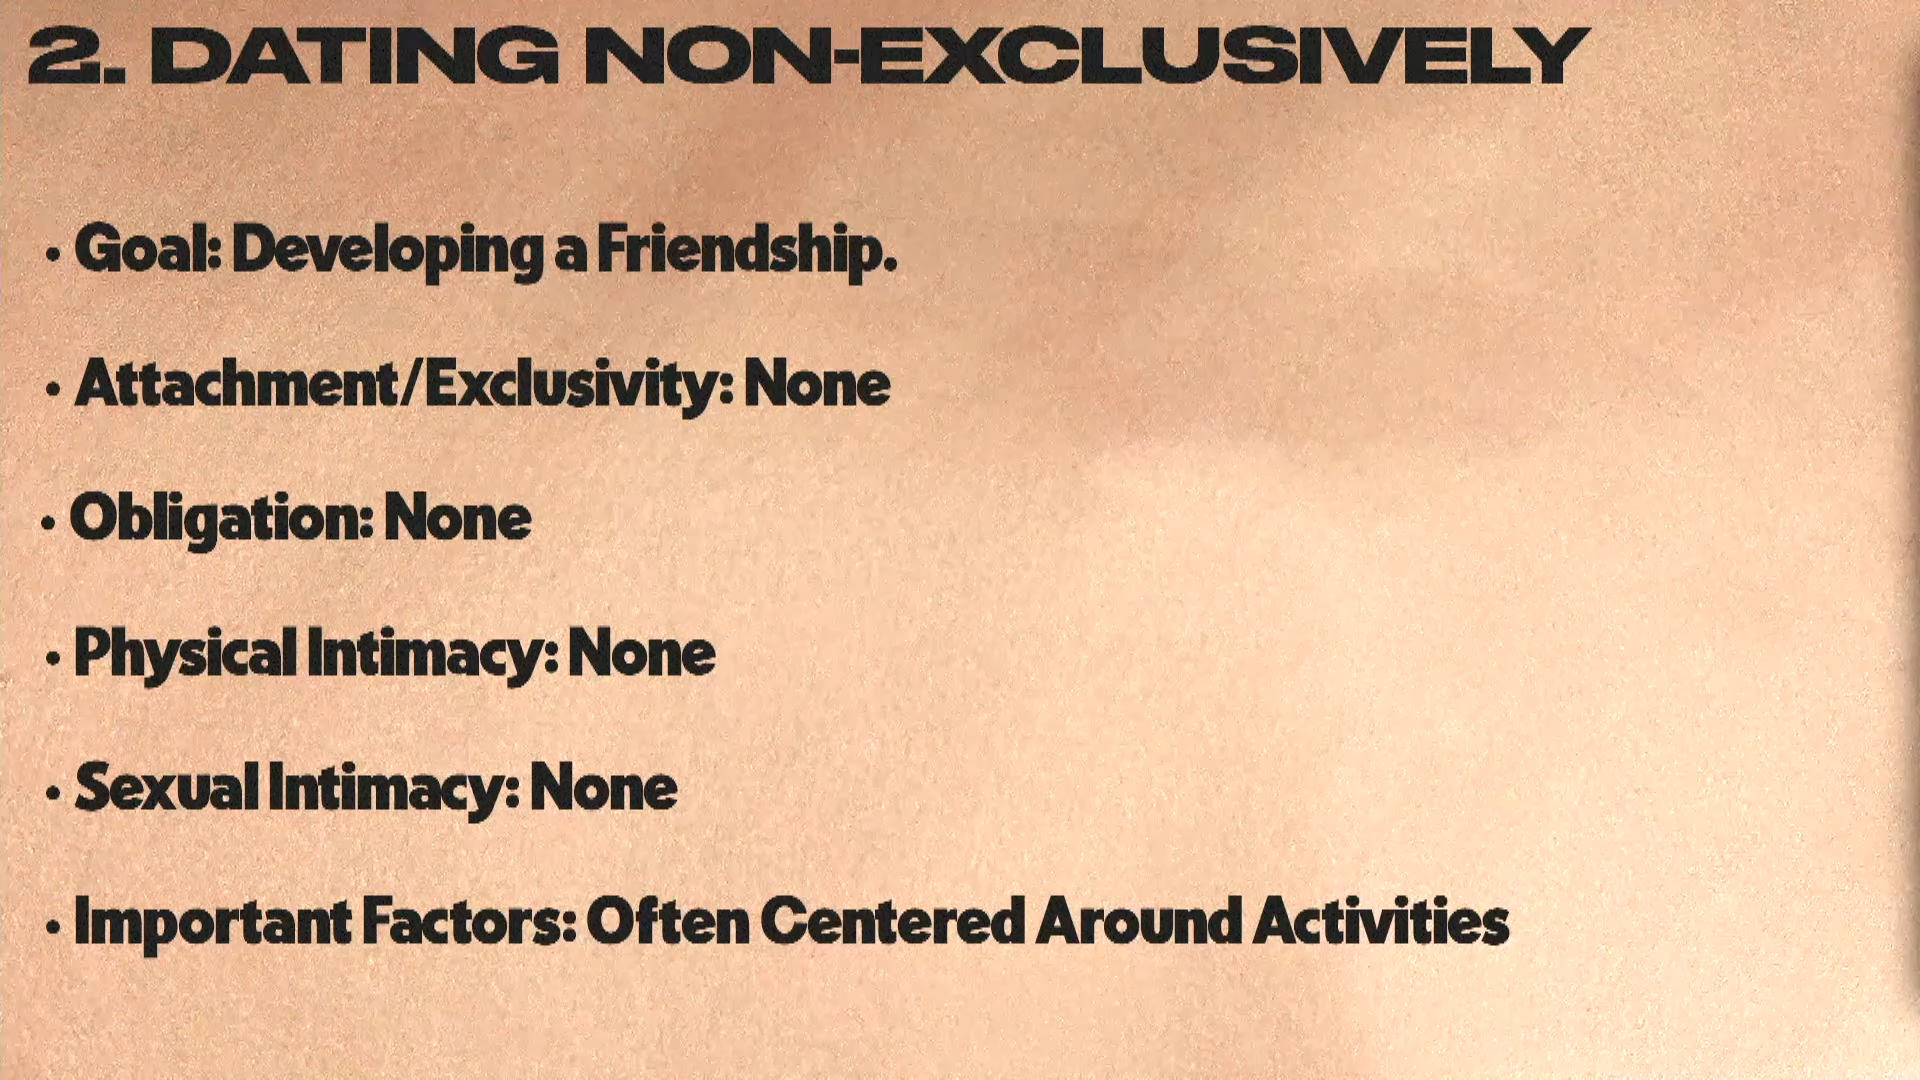 2. DATING NON-EXCLUSIVELY
• Goal: Developing a Friendship.
• Attachment/Exclusivity: None
• Obligation: None
• Physical Intimacy: None
• Sexual Intimacy: None
• Important Factors: Often Centered Around Activities